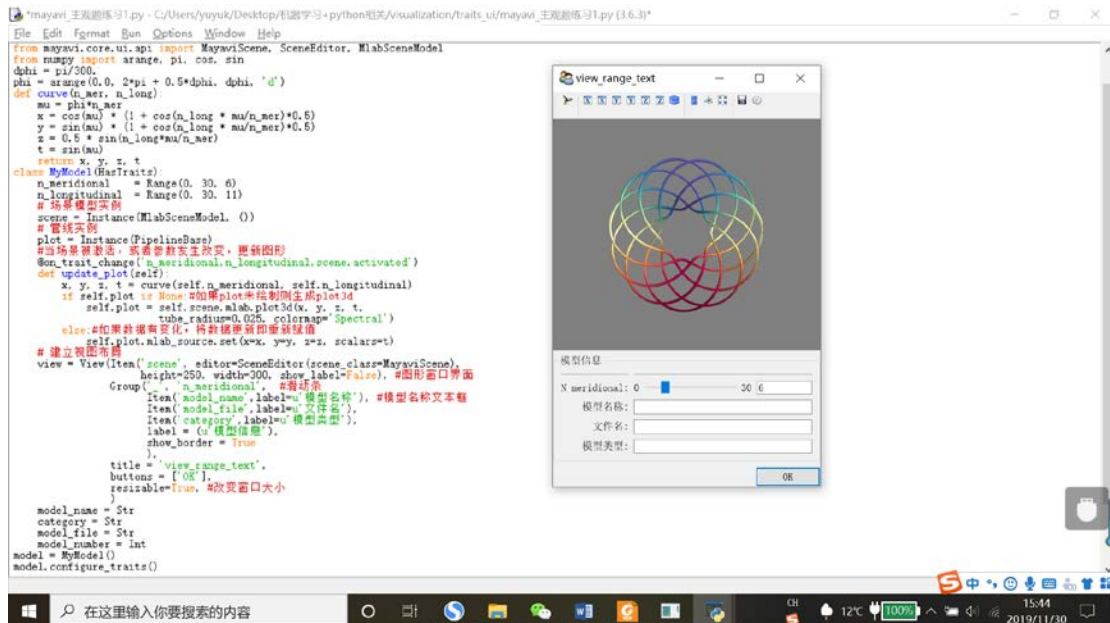 *mayavi_主观题练习1.py - C:/Users/yuyuk/Desktop/机器学习+python相关/visualization/traits_ui/mayavi_主观题练习1.py (3.6.3)*
File Edit Format Run Options Window Help
from mayavi.core.ui.api import MayaviScene, SceneEditor, MlabSceneModel
from numpy import arange, pi, cos, sin
dphi = pi/300.
phi = arange(0.0, 2*pi + 0.5*dphi, dphi, 'd')
def curve(n_mer, n_long):
    mu = phi*n_mer
    x = cos(mu) * (1 + cos(n_long * mu/n_mer)*0.5)
    y = sin(mu) * (1 + cos(n_long * mu/n_mer)*0.5)
    z = 0.5 * sin(n_long*mu/n_mer)
    t = sin(mu)
    return x, y, z, t
class MyModel(HasTraits):
    n_meridional    = Range(0, 30, 6)
    n_longitudinal  = Range(0, 30, 11)
    # 场景模型实例
    scene = Instance(MlabSceneModel, ())
    # 管线实例
    plot = Instance(PipelineBase)
    #当场景被激活，或者参数发生改变，更新图形
    @on_trait_change('n_meridional,n_longitudinal,scene.activated')
    def update_plot(self):
        x, y, z, t = curve(self.n_meridional, self.n_longitudinal)
        if self.plot is None:#如果plot未绘制则生成plot3d
            self.plot = self.scene.mlab.plot3d(x, y, z, t,
                        tube_radius=0.025, colormap='Spectral')
        else:#如果数据有变化，将数据更新即重新赋值
            self.plot.mlab_source.set(x=x, y=y, z=z, scalars=t)
    # 建立视图布局
    view = View(Item('scene', editor=SceneEditor(scene_class=MayaviScene),
                     height=250, width=300, show_label=False), #图形窗口界面
                Group('_', 'n_meridional',  #滑动条
                      Item('model_name',label=u'模型名称'), #模型名称文本框
                      Item('model_file',label=u'文件名'),
                      Item('category',label=u'模型类型'),
                      label = (u'模型信息'),
                      show_border = True
                      ),
                title = 'view_range_text',
                buttons = ['OK'],
                resizable=True, #改变窗口大小
                )
    model_name = Str
    category = Str
    model_file = Str
    model_number = Int
model = MyModel()
model.configure_traits()
view_range_text
模型信息
N meridional: 0 30 6
模型名称:
文件名:
模型类型:
OK
在这里输入你要搜索的内容
中
CH
12℃
100%
15:44
2019/11/30